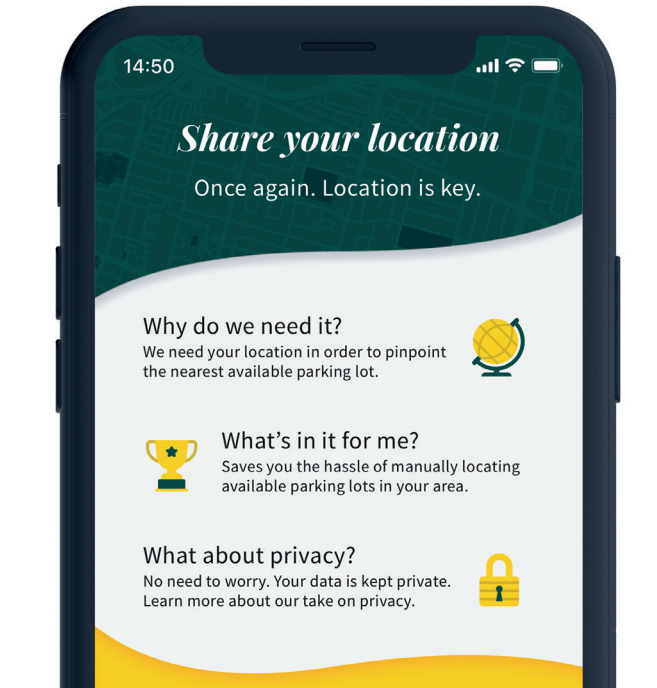 14:50
Share your location
Once again. Location is key.
Why do we need it?
We need your location in order to pinpoint
the nearest available parking lot.
What's in it for me?
Saves you the hassle of manually locating
available parking lots in your area.
What about privacy?
No need to worry. Your data is kept private.
Learn more about our take on privacy.